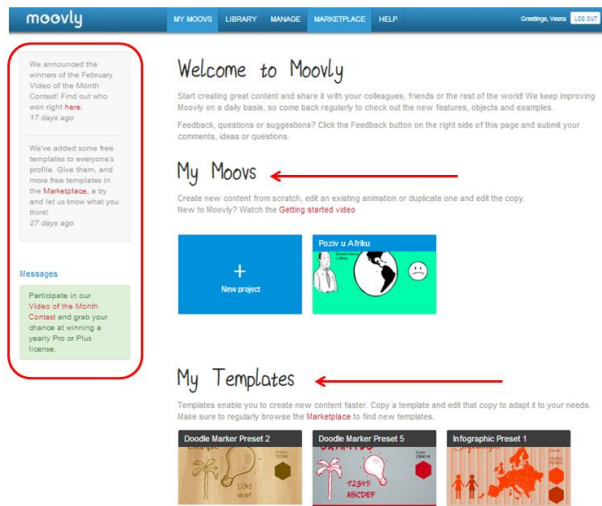 moovly
MY MOOVS LIBRARY MANAGE MARKETPLACE HELP
Greetings, Vesna LOG OUT
We announced the
winners of the February
Video of the Month
Contest! Find out who
won right here.
17 days ago
We've added some free
templates to everyone's
profile. Give them, and
more free templates in
the Marketplace, a try
and let us know what you
think!
27 days ago
Messages
Participate in our
Video of the Month
Contest and grab your
chance at winning a
yearly Pro or Plus
license.
Welcome to Moovly
Start creating great content and share it with your colleagues, friends or the rest of the world! We keep improving
Moovly on a daily basis, so come back regularly to check out the new features, objects and examples.
Feedback, questions or suggestions? Click the Feedback button on the right side of this page and submit your
comments, ideas or questions.
My Moovs
Create new content from scratch, edit an existing animation or duplicate one and edit the copy.
New to Moovly? Watch the Getting started video
+
New project
Poziv u Afriku
My Templates
Templates enable you to create new content faster. Copy a template and edit that copy to adapt it to your needs.
Make sure to regularly browse the Marketplace to find new templates.
Doodle Marker Preset 2
Doodle Marker Preset 5
Infographic Preset 1
12345
12345
ABCDEF